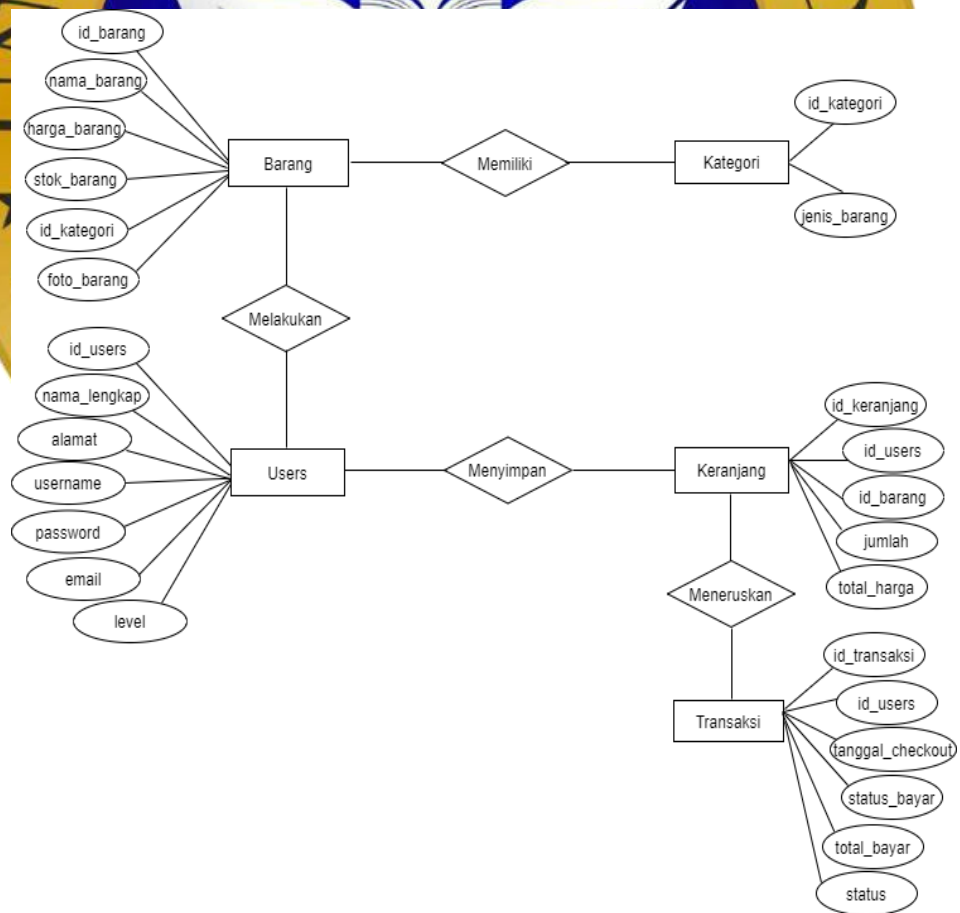 id_barang
nama_barang
harga_barang
stok_barang
id_kategori
foto_barang
Barang
Memiliki
Kategori
id_kategori
jenis_barang
Melakukan
id_users
nama_lengkap
alamat
username
password
email
level
Users
Menyimpan
Keranjang
id_keranjang
id_users
id_barang
jumlah
total_harga
Meneruskan
Transaksi
id_transaksi
id_users
tanggal_checkout
status_bayar
total_bayar
status